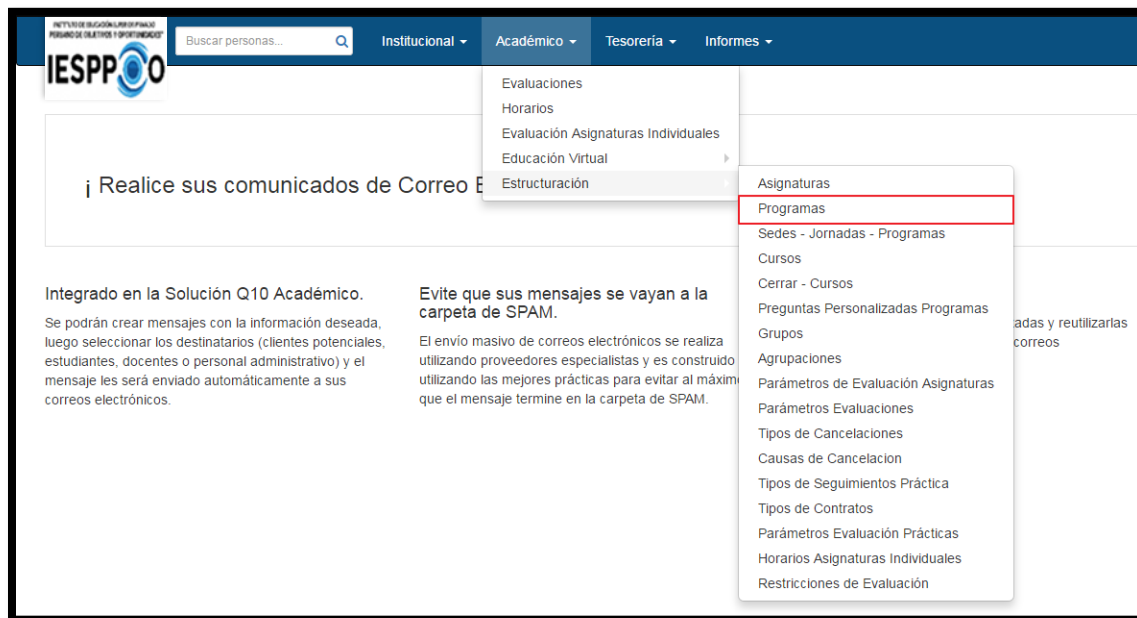 IESPPOO
Buscar personas...
Institucional
Académico
Tesorería
Informes
Evaluaciones
Horarios
Evaluación Asignaturas Individuales
Educación Virtual
Estructuración
Asignaturas
Programas
Sedes - Jornadas - Programas
Cursos
Cerrar - Cursos
Preguntas Personalizadas Programas
Grupos
Agrupaciones
Parámetros de Evaluación Asignaturas
Parámetros Evaluaciones
Tipos de Cancelaciones
Causas de Cancelacion
Tipos de Seguimientos Práctica
Tipos de Contratos
Parámetros Evaluación Prácticas
Horarios Asignaturas Individuales
Restricciones de Evaluación
¡ Realice sus comunicados de Correo E
Integrado en la Solución Q10 Académico.
Se podrán crear mensajes con la información deseada,
luego seleccionar los destinatarios (clientes potenciales,
estudiantes, docentes o personal administrativo) y el
mensaje les será enviado automáticamente a sus
correos electrónicos.
Evite que sus mensajes se vayan a la
carpeta de SPAM.
El envío masivo de correos electrónicos se realiza
utilizando proveedores especialistas y es construido
utilizando las mejores prácticas para evitar al máxim
que el mensaje termine en la carpeta de SPAM.
adas y reutilizarlas
correos